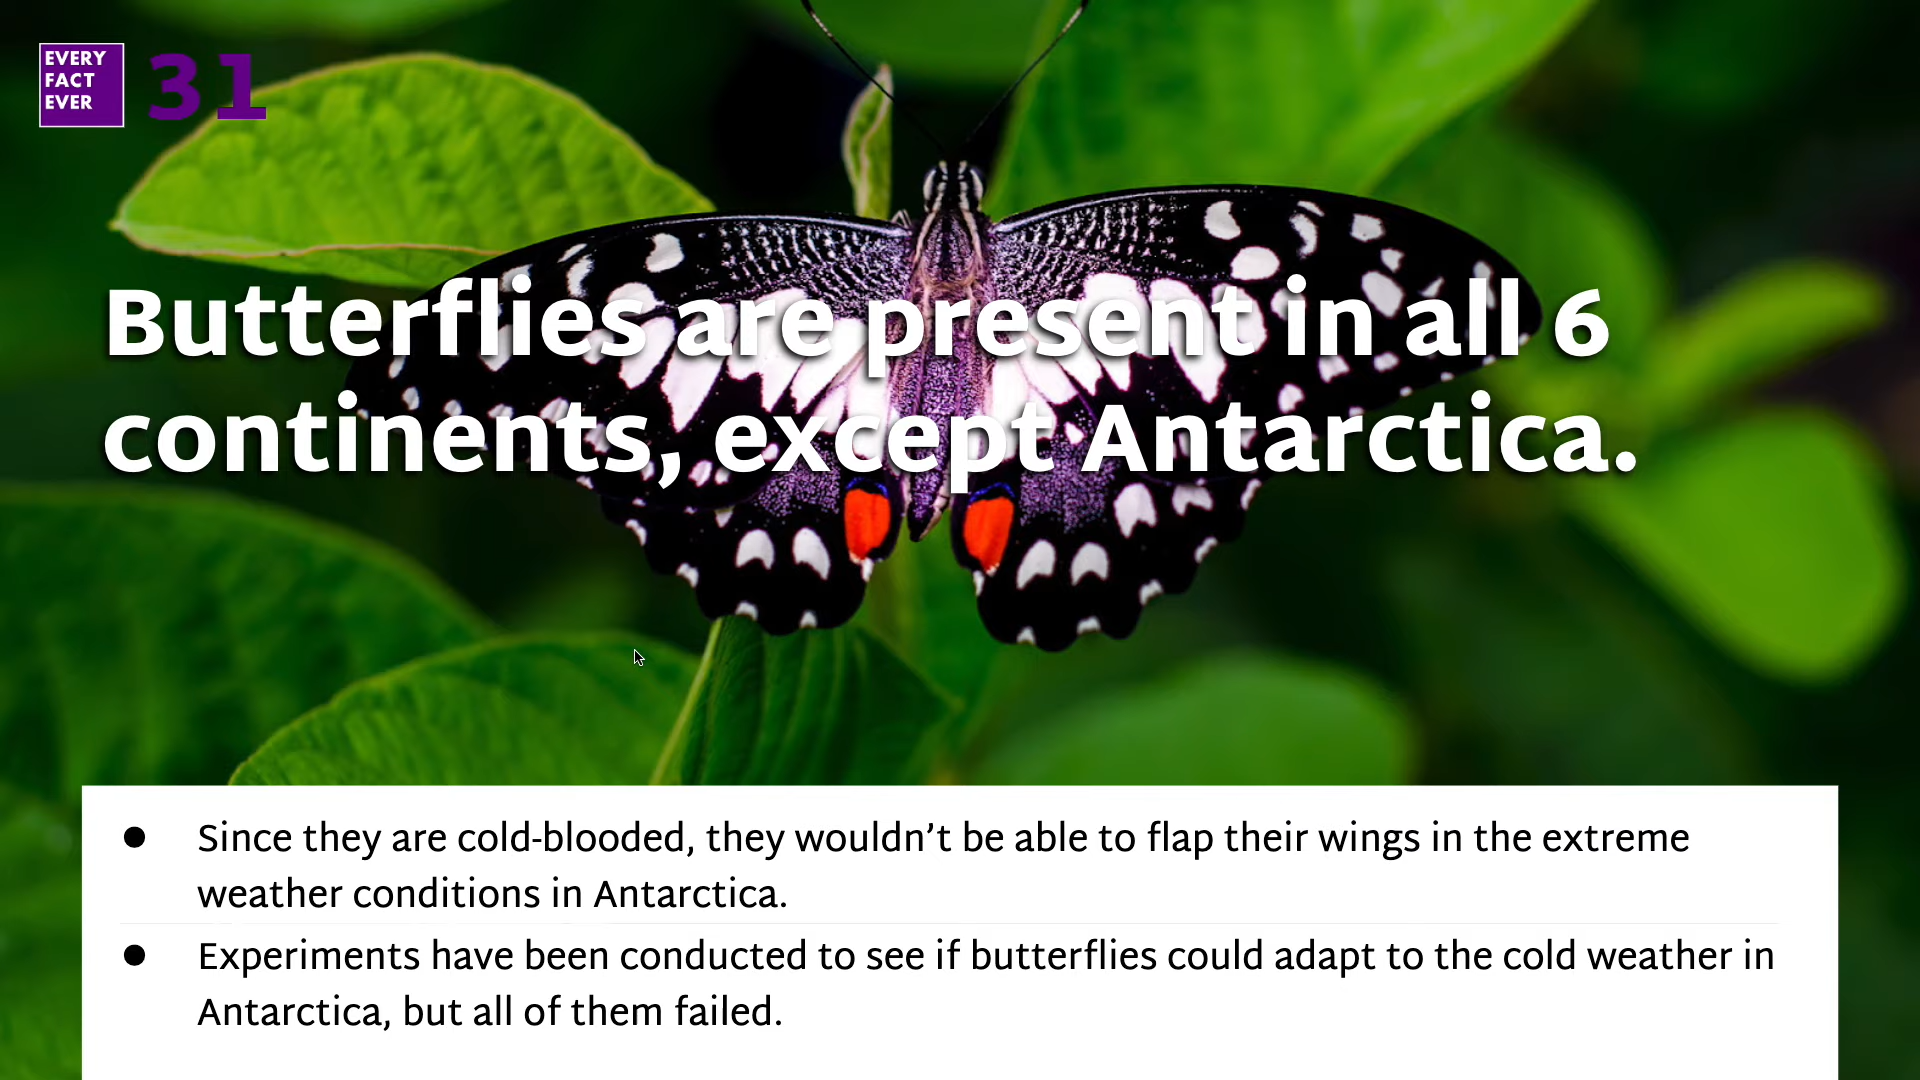 EVERY
FACT
EVER
31
Butterflies are present in all 6
continents, except Antarctica.
● Since they are cold-blooded, they wouldn’t be able to flap their wings in the extreme
weather conditions in Antarctica.
● Experiments have been conducted to see if butterflies could adapt to the cold weather in
Antarctica, but all of them failed.